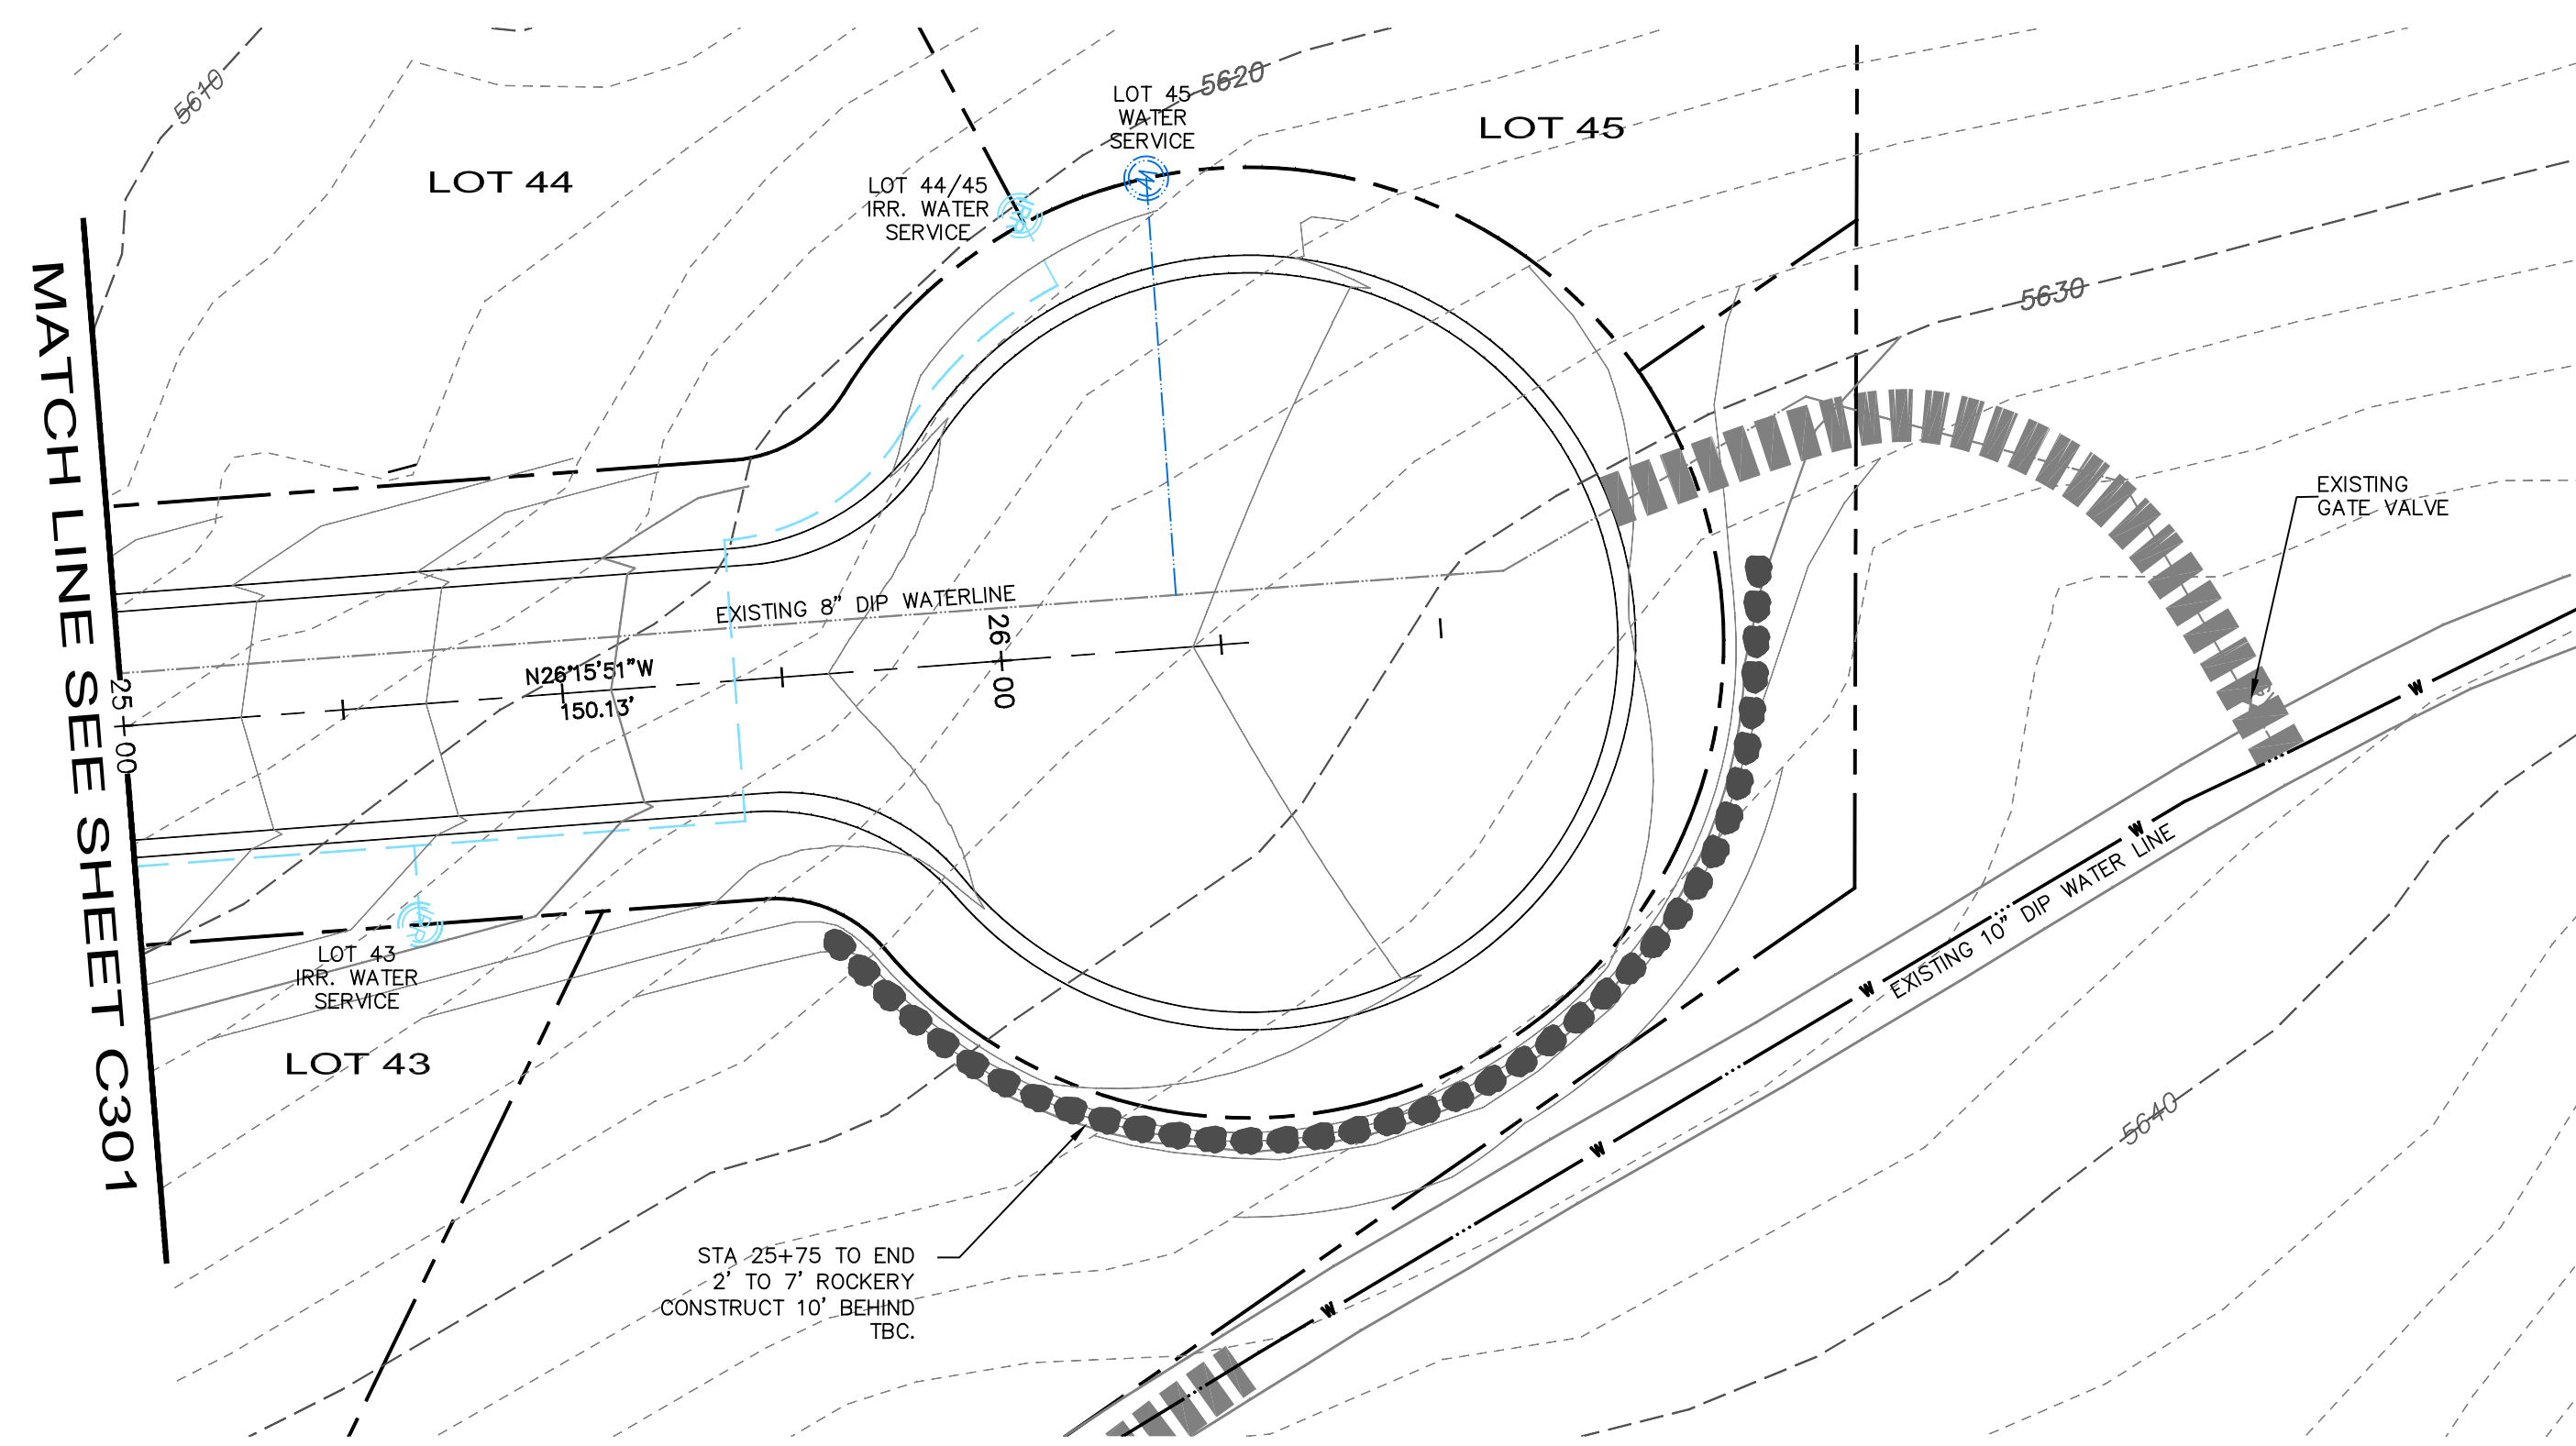 5610
5620
LOT 45
WATER
SERVICE
LOT 45
LOT 44
LOT 44/45
IRR. WATER
SERVICE
5630
MATCH LINE SEE SHEET C301
EXISTING
GATE VALVE
EXISTING 8" DIP WATERLINE
26+00
N26°15'51"W
150.13'
25+00
W
W
EXISTING 10" DIP WATER LINE
W
W
W
LOT 43
IRR. WATER
SERVICE
LOT 43
5640
STA 25+75 TO END
2' TO 7' ROCKERY
CONSTRUCT 10' BEHIND
TBC.
W